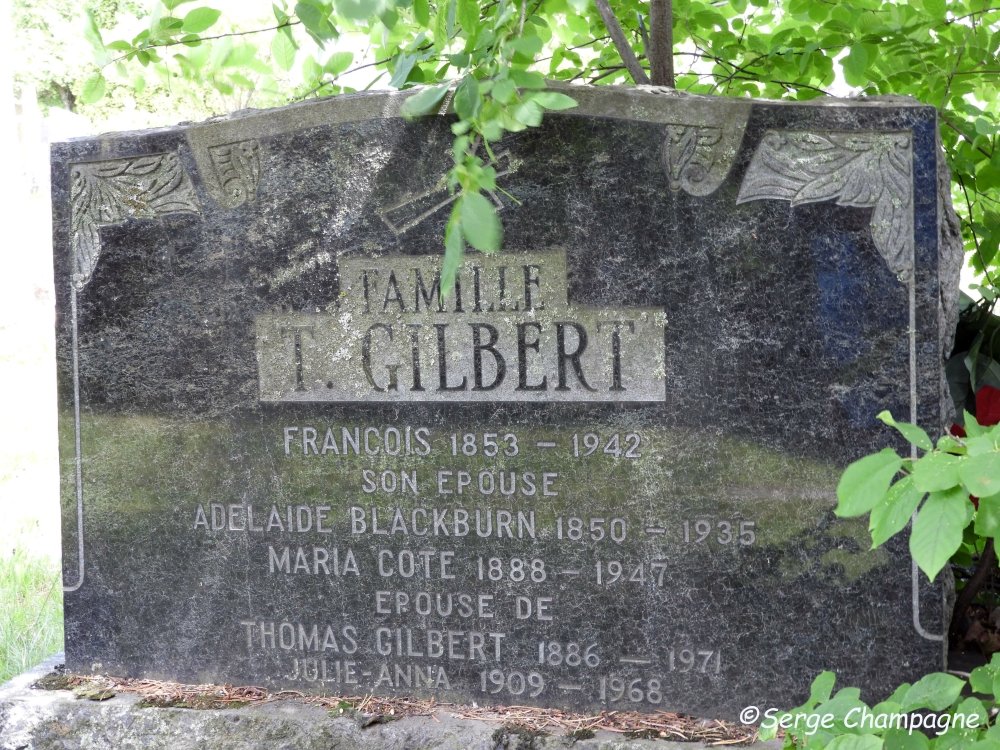 FAMILLE
T. GILBERT
FRANCOIS 1853 – 1942
SON EPOUSE
ADELAIDE BLACKBURN 1850 – 1935
MARIA COTE 1888 – 1947
EPOUSE DE
THOMAS GILBERT 1886 – 1971
JULIE-ANNA 1909 – 1968
©Serge Champagne